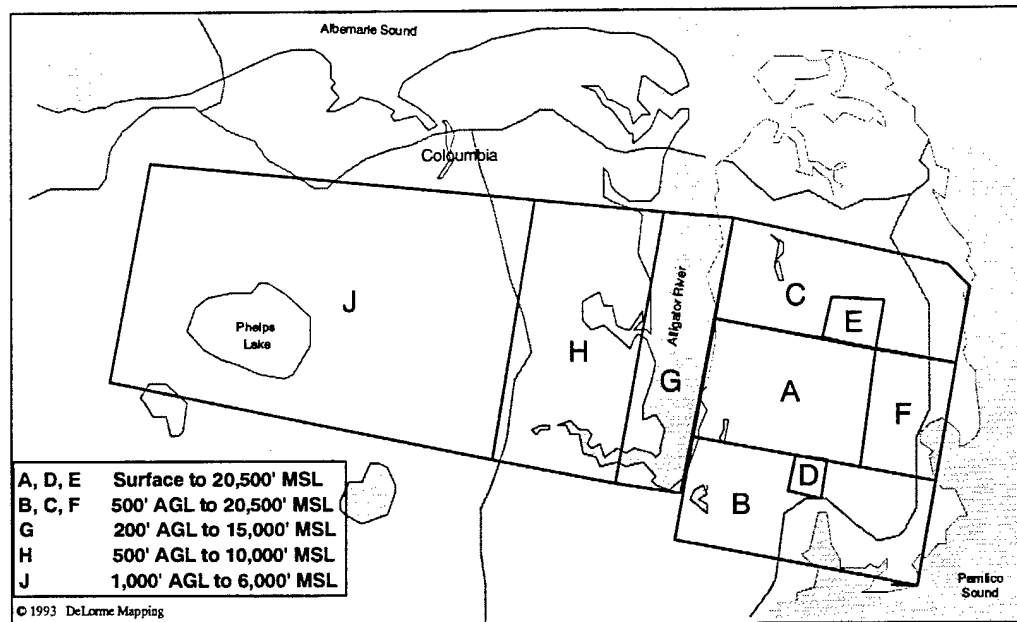 Albemarle Sound
Coloumbia
Alligator River
J
Phelps
Lake
H
G
C
E
A
F
D
B
A, D, E Surface to 20,500' MSL
B, C, F 500' AGL to 20,500' MSL
G 200' AGL to 15,000' MSL
H 500' AGL to 10,000' MSL
J 1,000' AGL to 6,000' MSL
Pamlico
Sound
© 1993 DeLorme Mapping